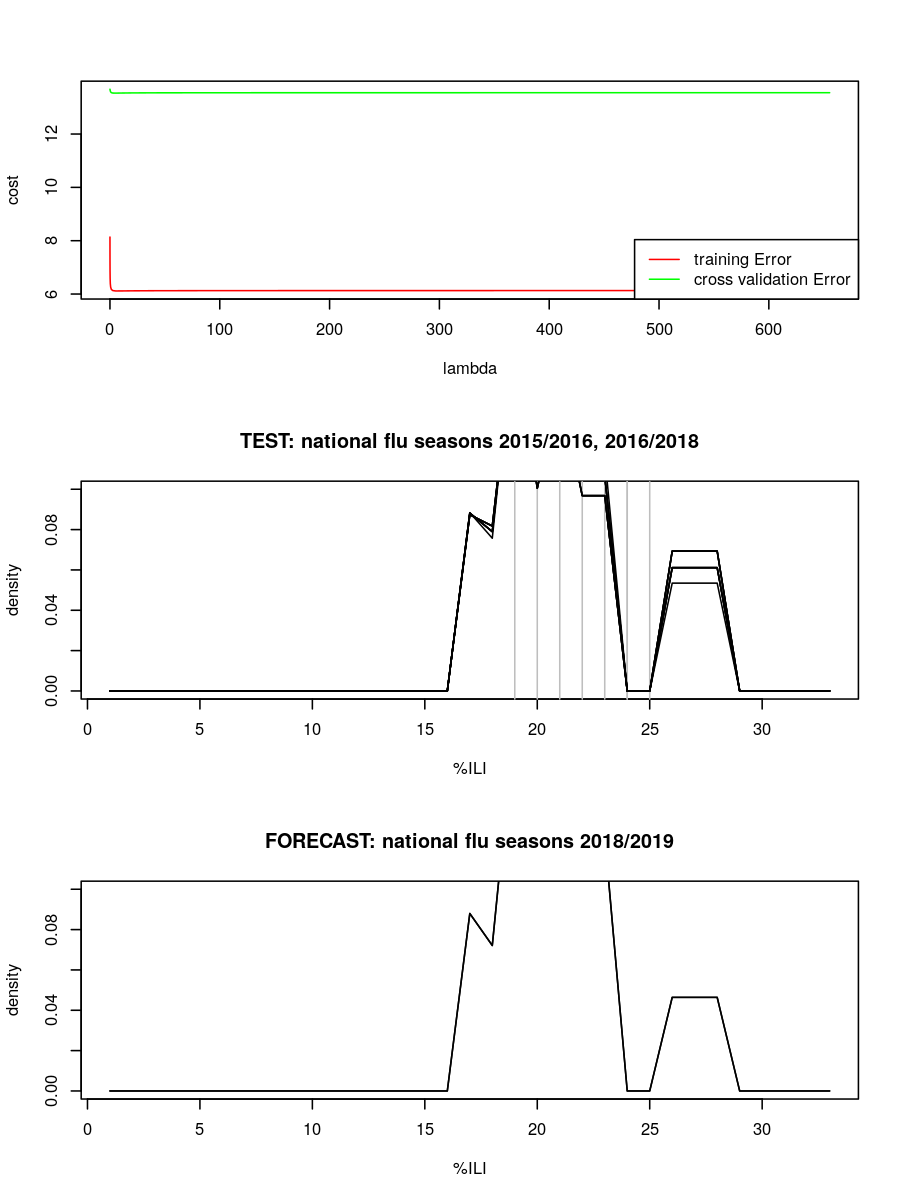 cost
12
10
8
6
training Error
cross validation Error
0 100 200 300 400 500 600
lambda
TEST: national flu seasons 2015/2016, 2016/2018
density
0.08
0.04
0.00
0 5 10 15 20 25 30
%ILI
FORECAST: national flu seasons 2018/2019
density
0.08
0.04
0.00
0 5 10 15 20 25 30
%ILI